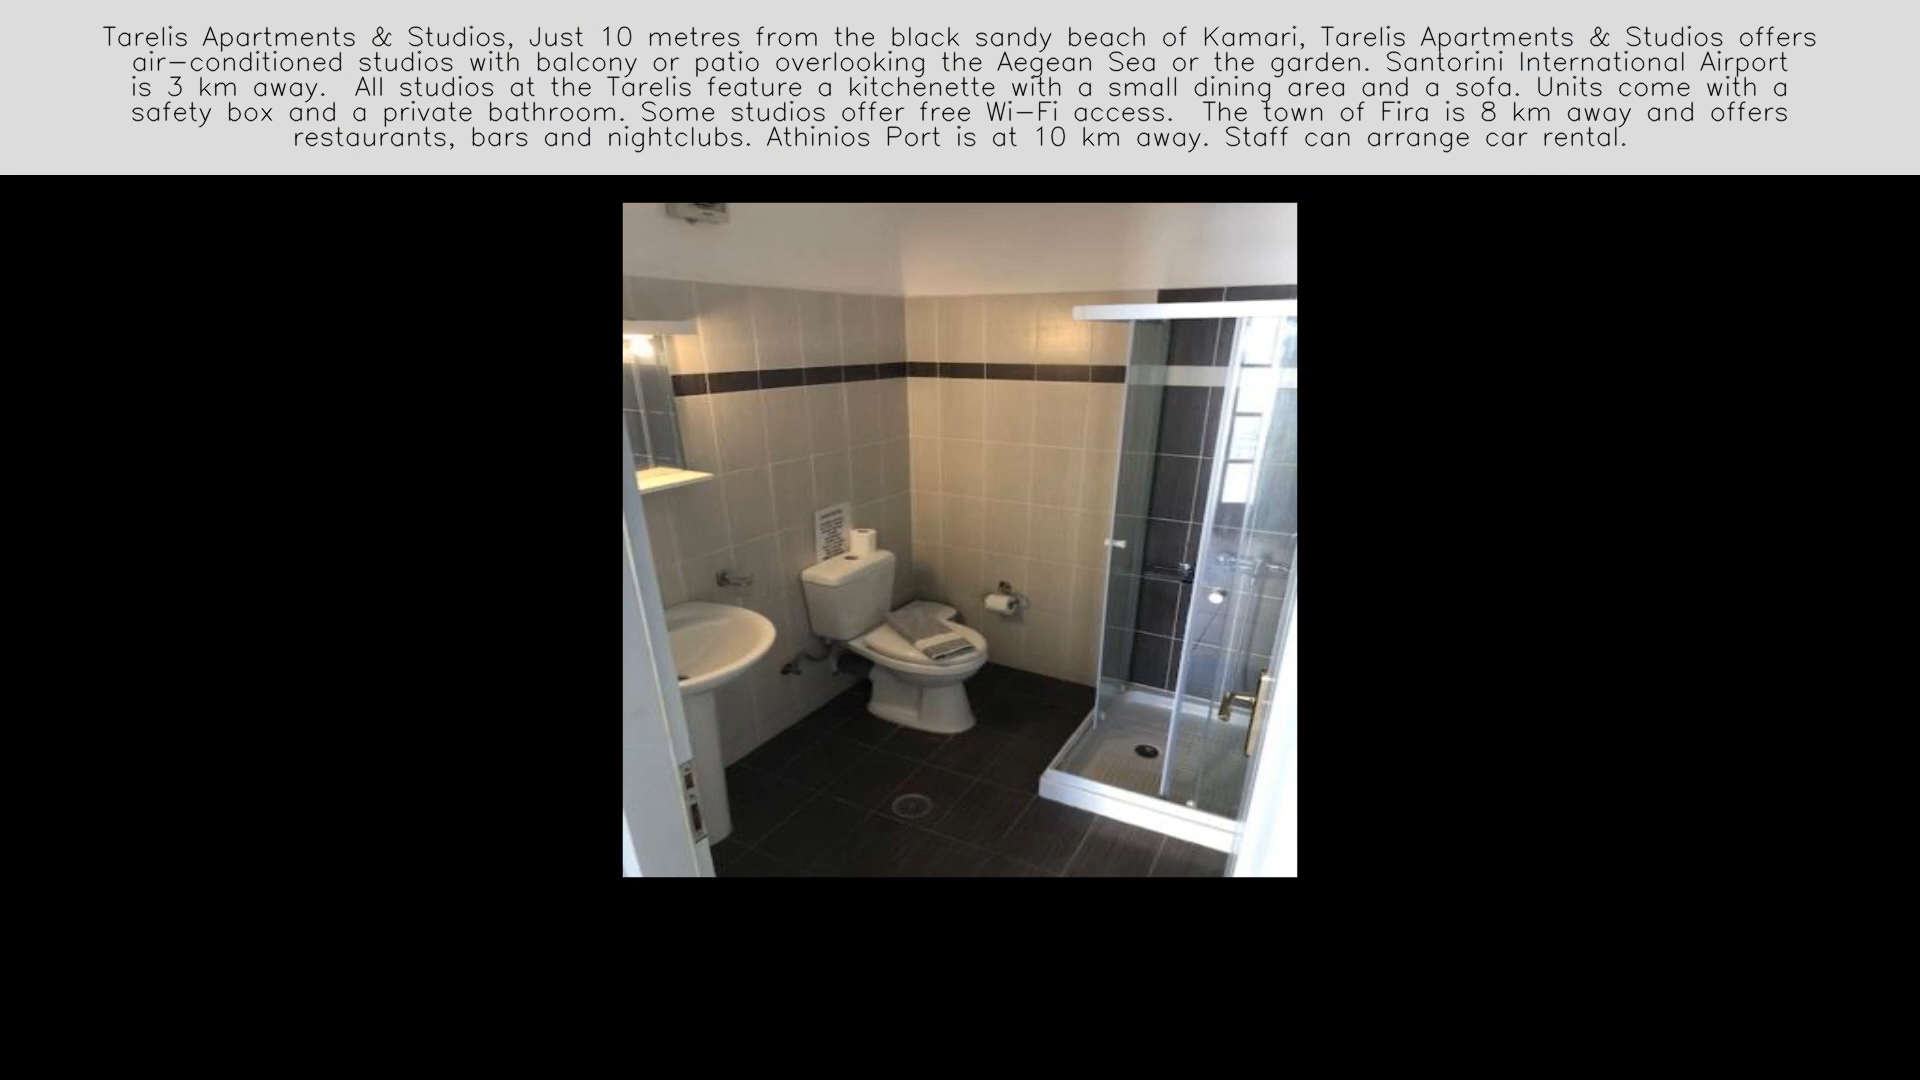 Tarelis Apartments & Studios, Just 10 metres from the black sandy beach of Kamari, Tarelis Apartments & Studios offers
air-conditioned studios with balcony or patio overlooking the Aegean Sea or the garden. Santorini International Airport
is 3 km away.  All studios at the Tarelis feature a kitchenette with a small dining area and a sofa. Units come with a
safety box and a private bathroom. Some studios offer free Wi-Fi access.  The town of Fira is 8 km away and offers
restaurants, bars and nightclubs. Athinios Port is at 10 km away. Staff can arrange car rental.